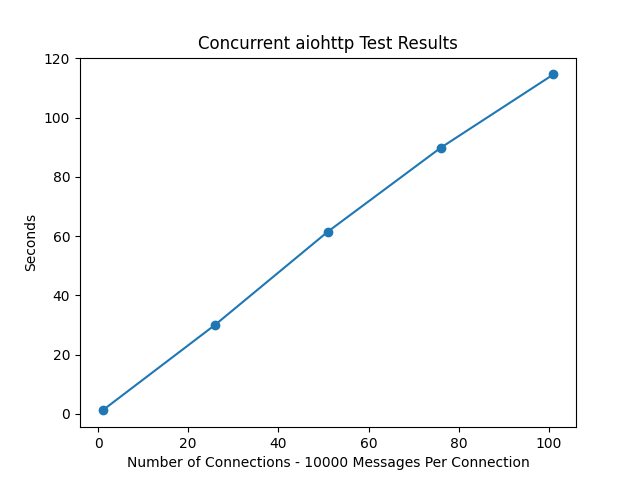 Concurrent aiohttp Test Results
120
100
80
60
40
20
0
Seconds
0 20 40 60 80 100
Number of Connections - 10000 Messages Per Connection